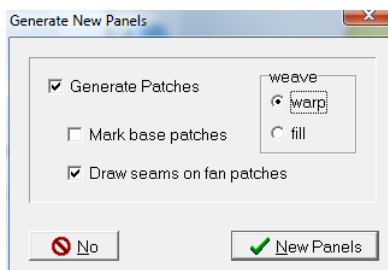 Generate New Panels
weave
Generate Patches
warp
Mark base patches
fill
Draw seams on fan patches
No
New Panels